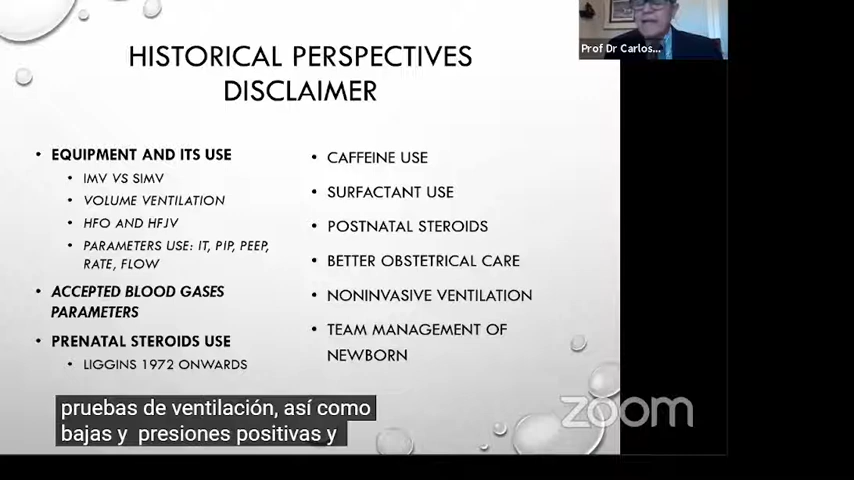 HISTORICAL PERSPECTIVES
DISCLAIMER
• EQUIPMENT AND ITS USE
• IMV VS SIMV
• VOLUME VENTILATION
• HFO AND HFJV
• PARAMETERS USE: IT, PIP, PEEP,
RATE, FLOW
• ACCEPTED BLOOD GASES
PARAMETERS
• PRENATAL STEROIDS USE
• LIGGINS 1972 ONWARDS
• CAFFEINE USE
• SURFACTANT USE
• POSTNATAL STEROIDS
• BETTER OBSTETRICAL CARE
• NONINVASIVE VENTILATION
• TEAM MANAGEMENT OF
NEWBORN
Prof Dr Carlos...
pruebas de ventilación, así como
bajas y presiones positivas y
zoom